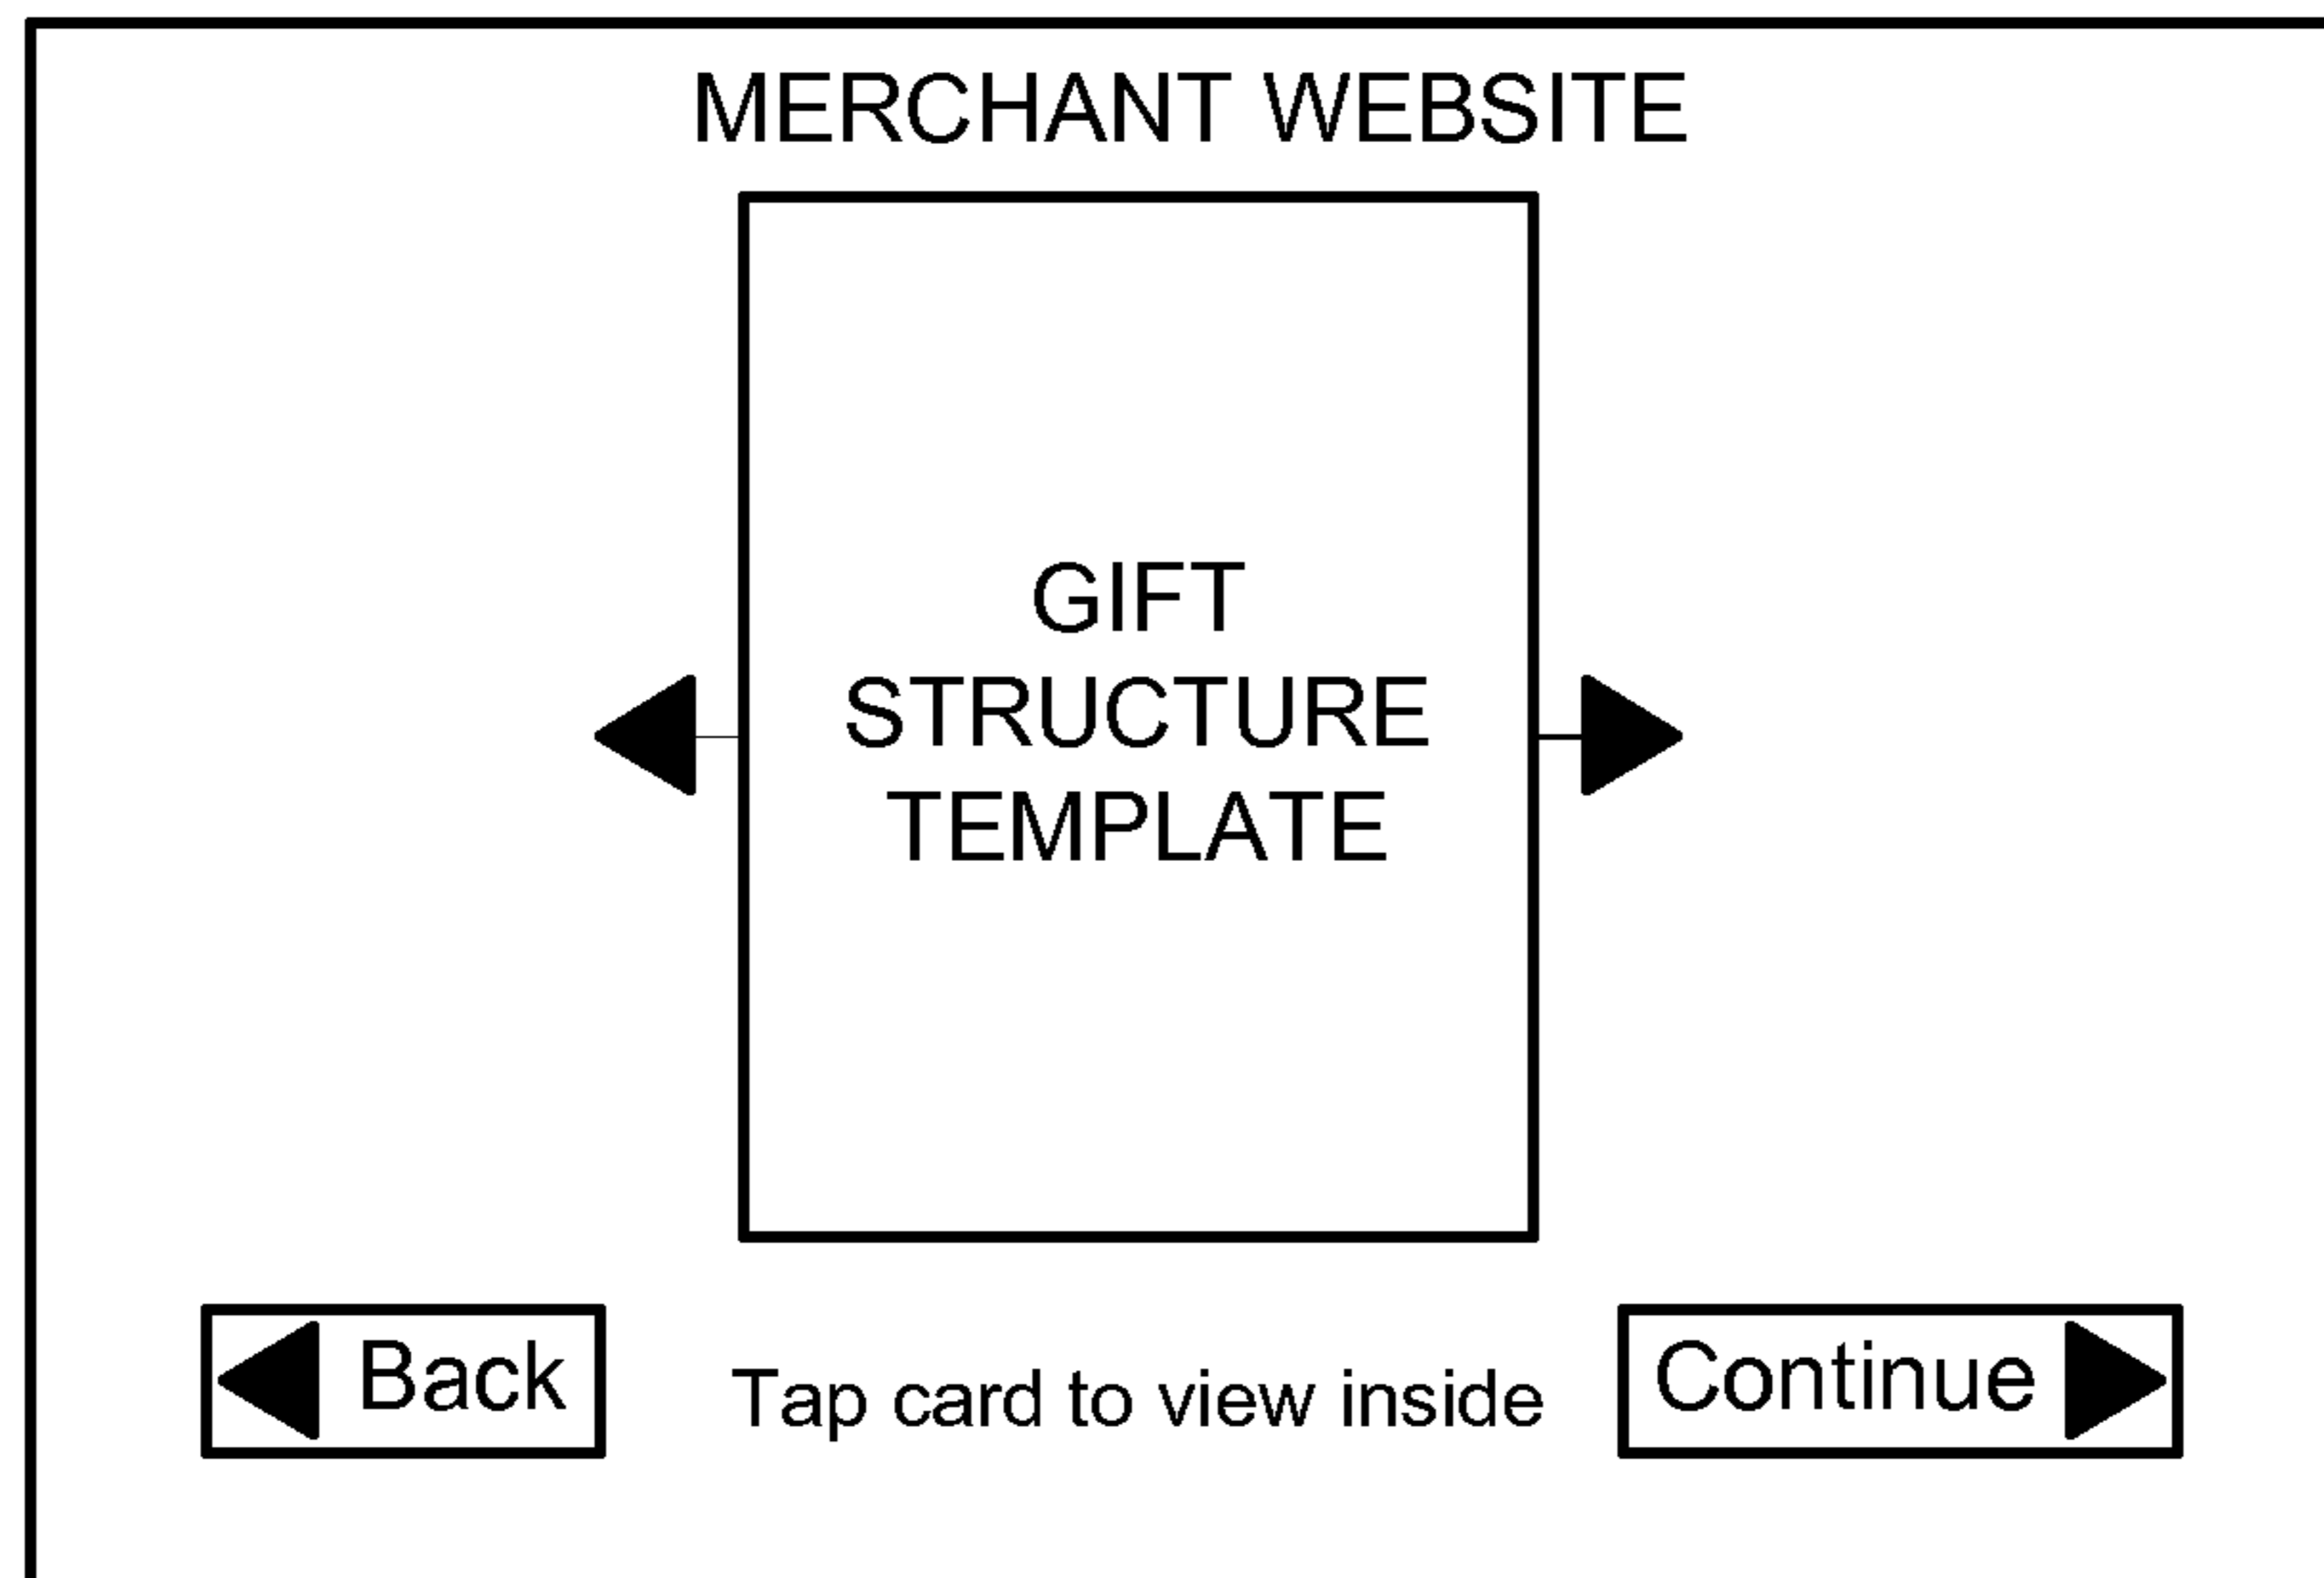 MERCHANT WEBSITE
GIFT
STRUCTURE
TEMPLATE
Back
Tap card to view inside
Continue